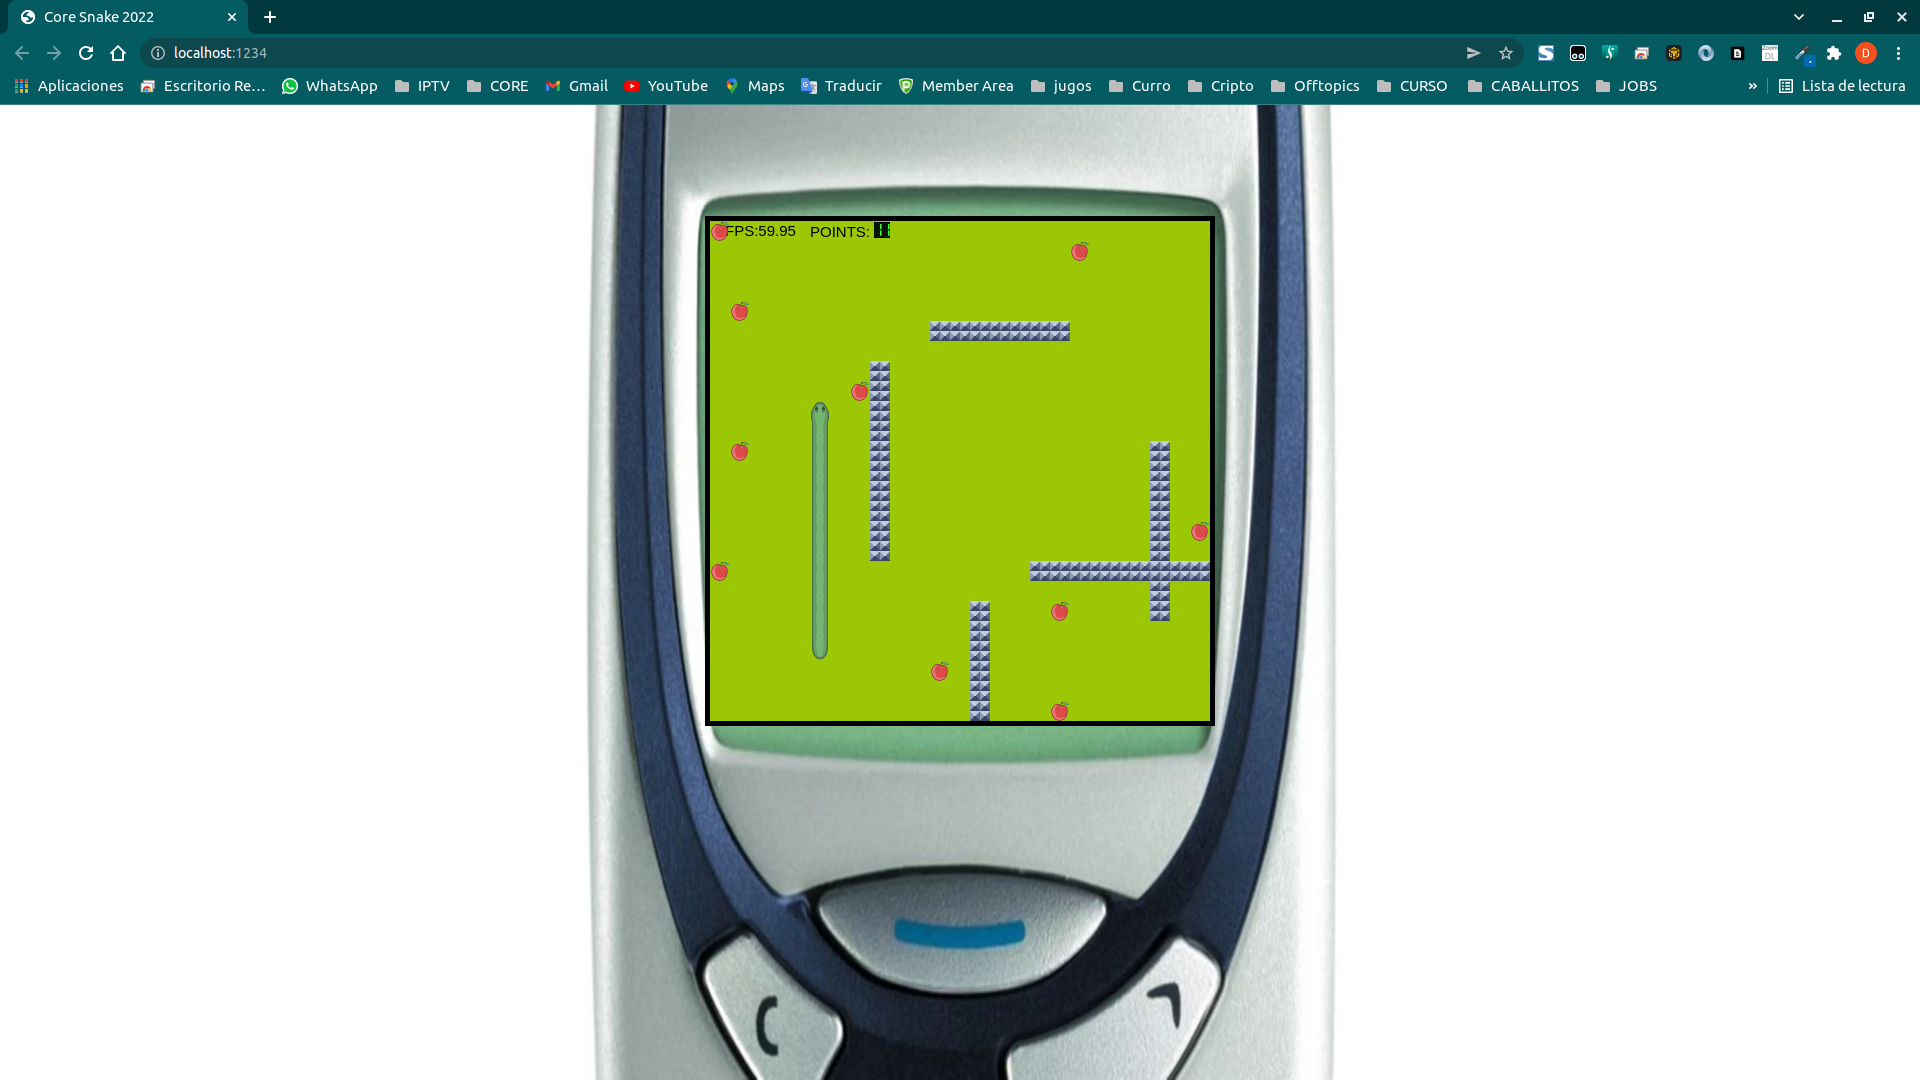 Core Snake 2022
localhost:1234
Aplicaciones
Escritorio Re...
WhatsApp
IPTV
CORE
Gmail
YouTube
Maps
Traducir
Member Area
jugos
Curro
Cripto
Offtopics
CURSO
CABALLITOS
JOBS
»
Lista de lectura
FPS:59.95
POINTS:
C